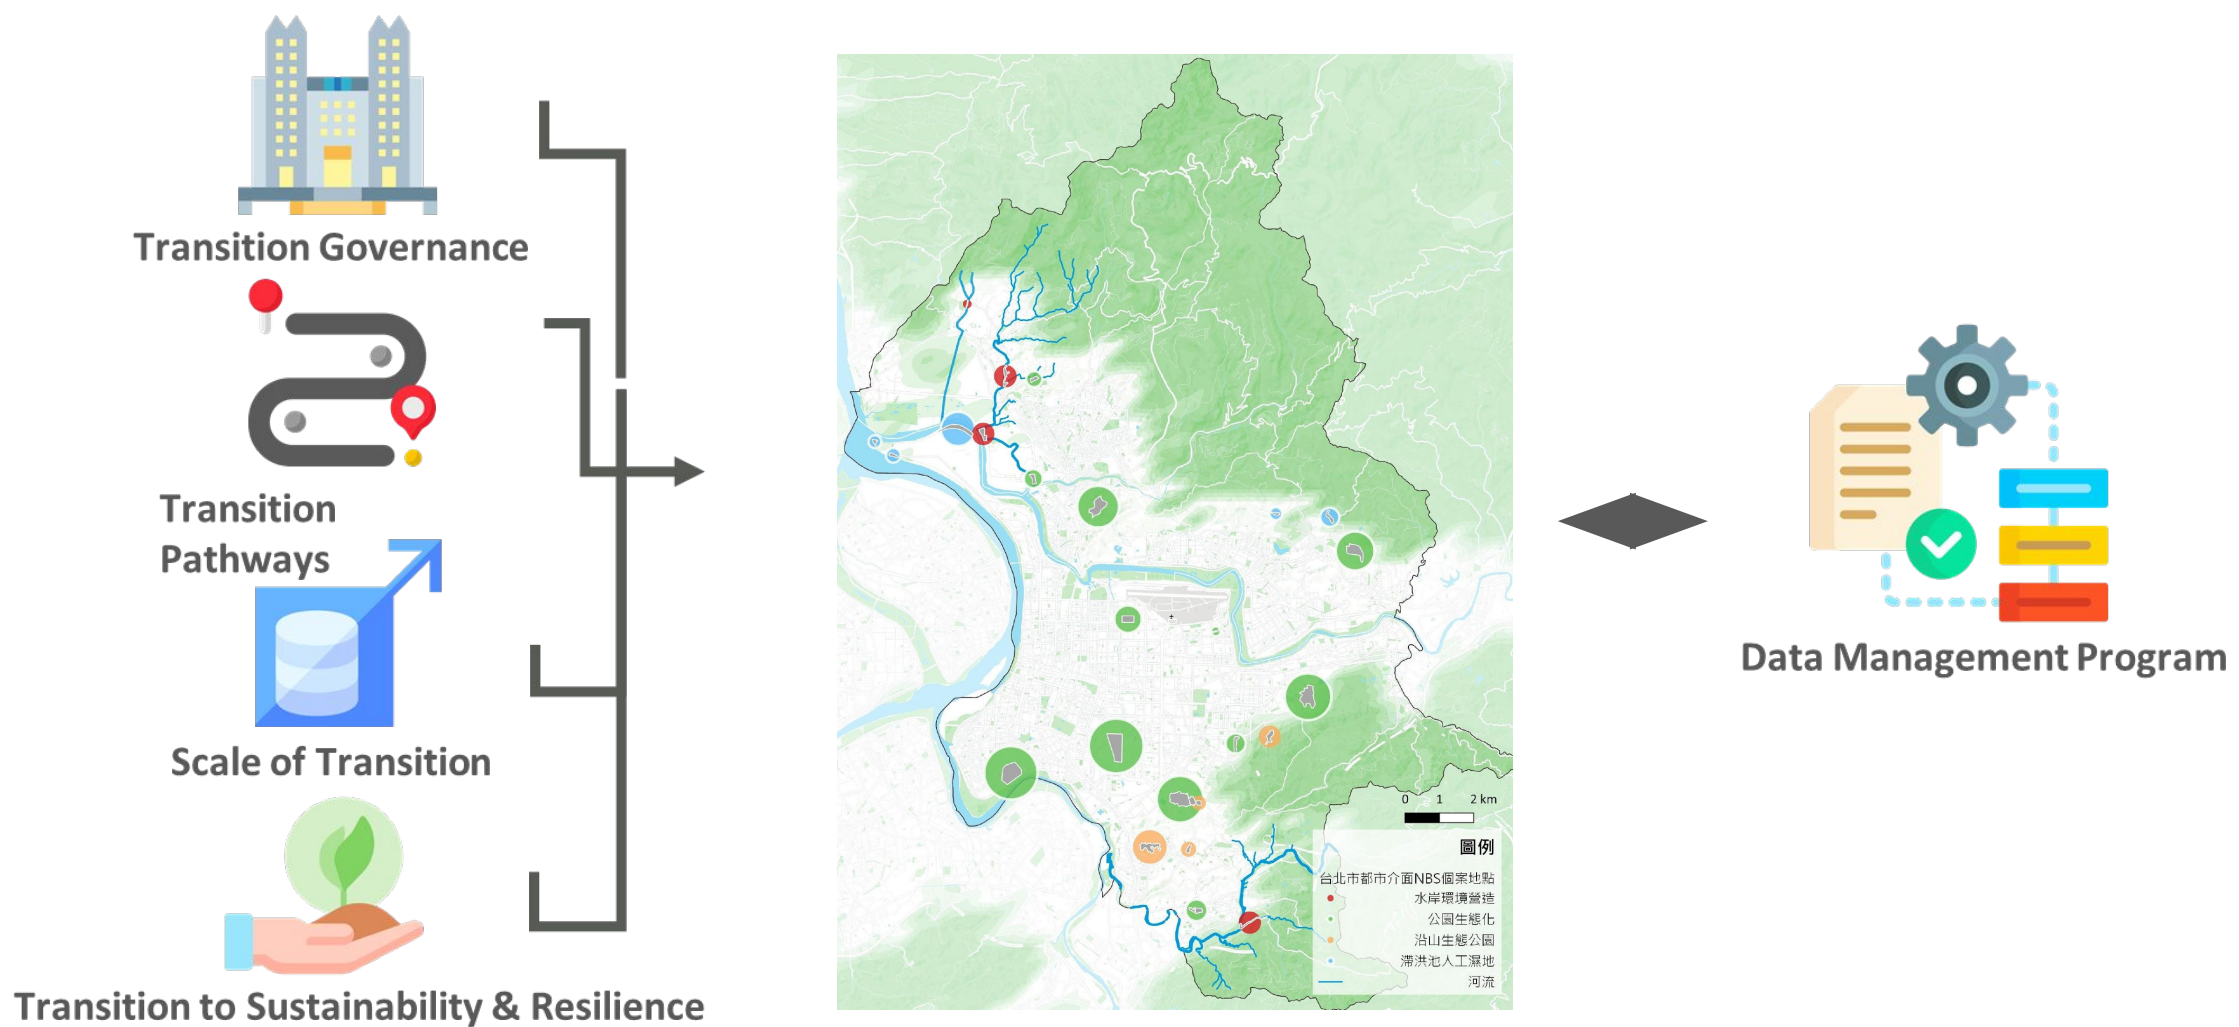 Transition Governance
Transition
Pathways
Scale of Transition
Transition to Sustainability & Resilience
0 1 2 km
圖例
台北市都市介面NBS個案地點
水岸環境營造
公園生態化
沿山生態公園
滯洪池人工濕地
河流
Data Management Program